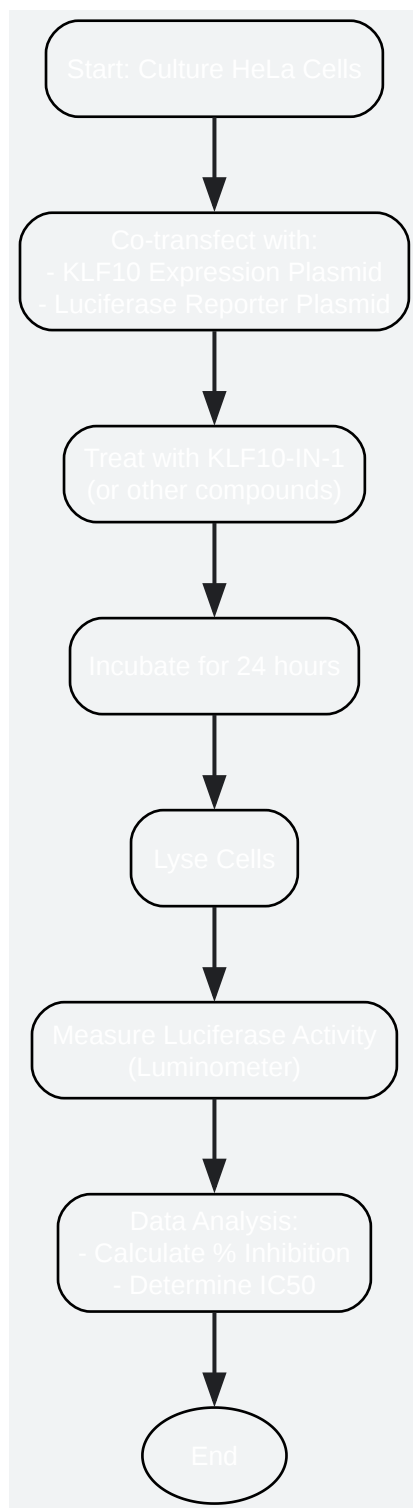 Start: Culture HeLa Cells
Co-transfect with:
- KLF10 Expression Plasmid
- Luciferase Reporter Plasmid
Treat with KLF10-IN-1
(or other compounds)
Incubate for 24 hours
Lyse Cells
Measure Luciferase Activity
(Luminometer)
Data Analysis:
- Calculate % Inhibition
- Determine IC50
End